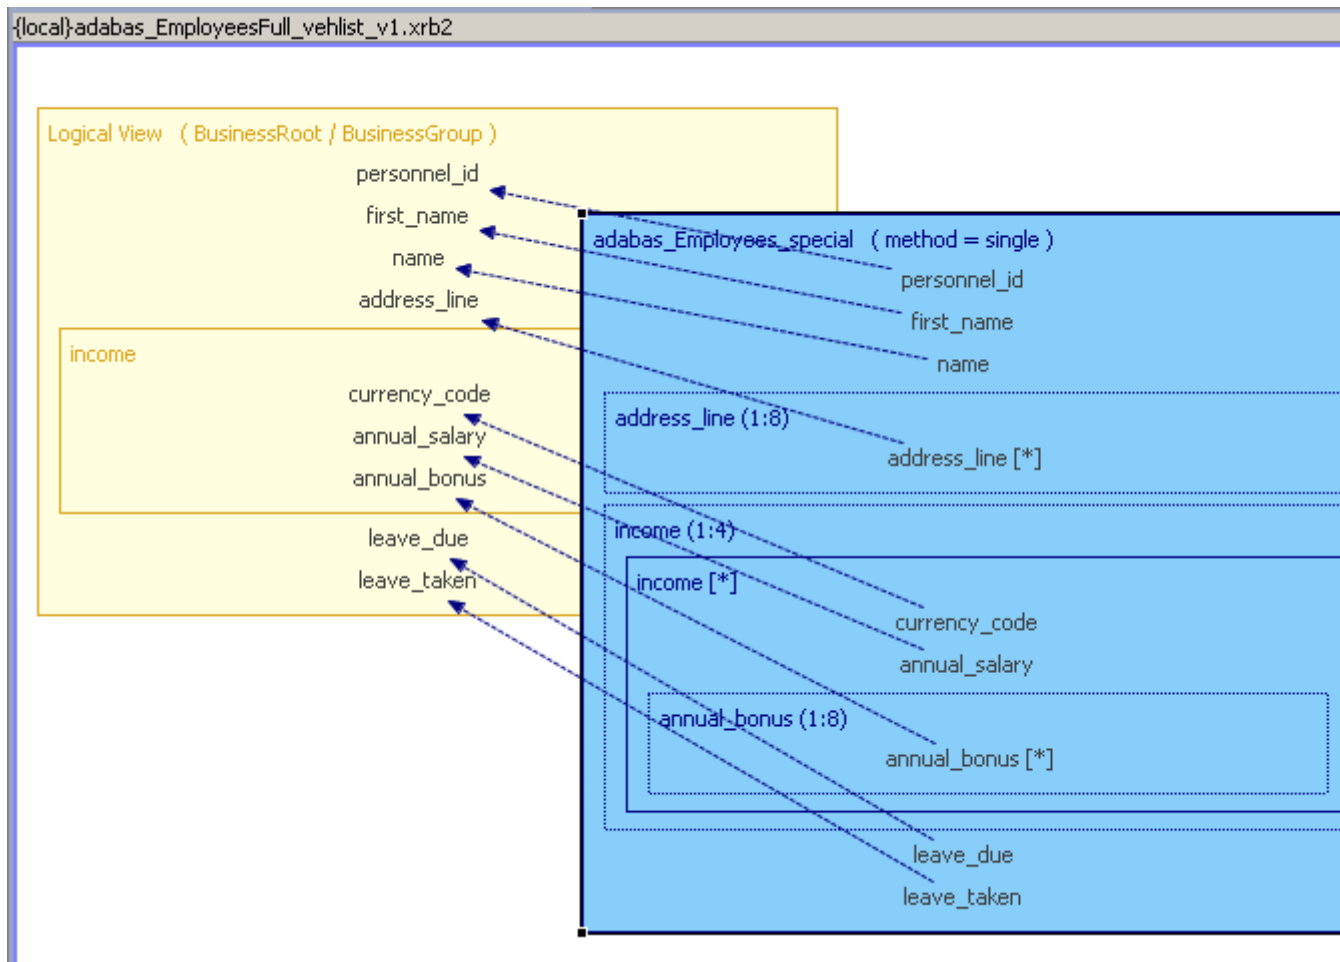 {local}adabas_EmployeesFull_vehlist_v1.xrb2
Logical View ( BusinessRoot / BusinessGroup )
personnel_id
first_name
name
address_line
income
currency_code
annual_salary
annual_bonus
leave_due
leave_taken
adabas_Employees_special ( method = single )
personnel_id
first_name
name
address_line (1:8)
address_line [*]
income (1:4)
income [*]
currency_code
annual_salary
annual_bonus (1:8)
annual_bonus [*]
leave_due
leave_taken